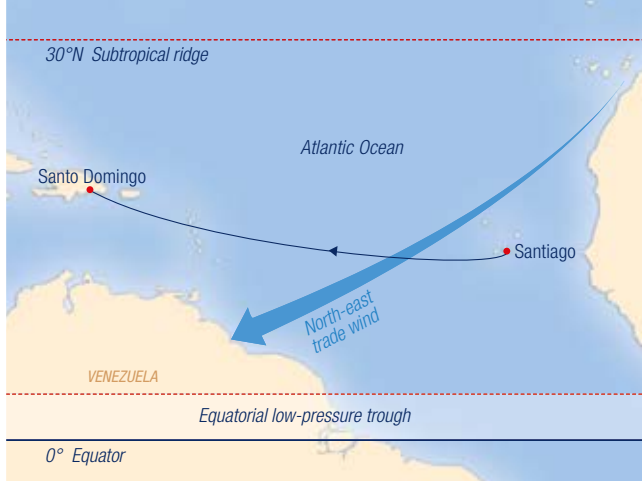 30°N Subtropical ridge
Atlantic Ocean
Santo Domingo
Santiago
North-east
trade wind
VENEZUELA
Equatorial low-pressure trough
0° Equator